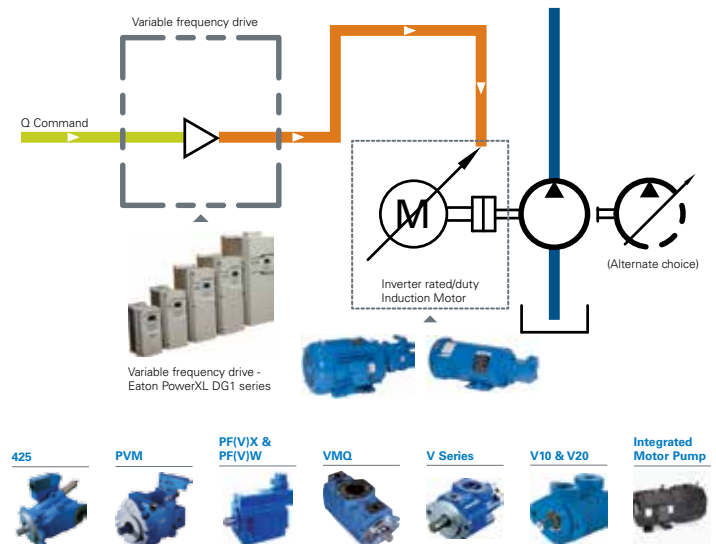 Variable frequency drive
Q Command
M
(Alternate choice)
Inverter rated/duty
Induction Motor
Variable frequency drive -
Eaton PowerXL DG1 series
425
PVM
PF(V)X &
PF(V)W
VMQ
V Series
V10 & V20
Integrated
Motor Pump